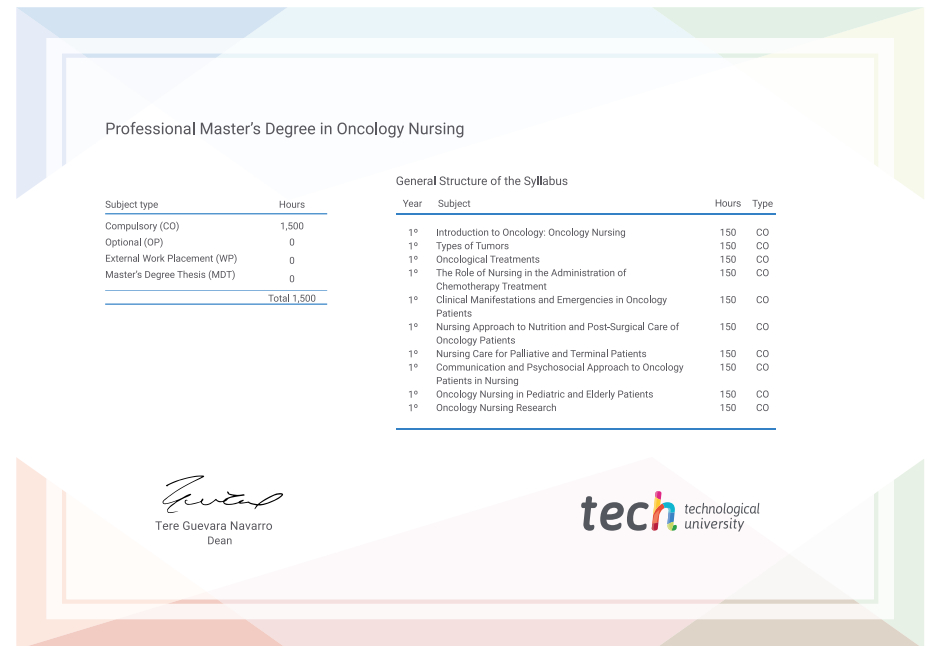 Professional Master's Degree in Oncology Nursing
General Structure of the Syllabus
Subject type Hours
Compulsory (CO) 1,500
Optional (OP) 0
External Work Placement (WP) 0
Master's Degree Thesis (MDT) 0
Total 1,500
Year Subject Hours Type
1º Introduction to Oncology: Oncology Nursing 150 CO
1º Types of Tumors 150 CO
1º Oncological Treatments 150 CO
1º The Role of Nursing in the Administration of 150 CO
Chemotherapy Treatment
1º Clinical Manifestations and Emergencies in Oncology 150 CO
Patients
1º Nursing Approach to Nutrition and Post-Surgical Care of 150 CO
Oncology Patients
1º Nursing Care for Palliative and Terminal Patients 150 CO
1º Communication and Psychosocial Approach to Oncology 150 CO
Patients in Nursing
1º Oncology Nursing in Pediatric and Elderly Patients 150 CO
1º Oncology Nursing Research 150 CO
Tere Guevara Navarro
Dean
tech technological
university